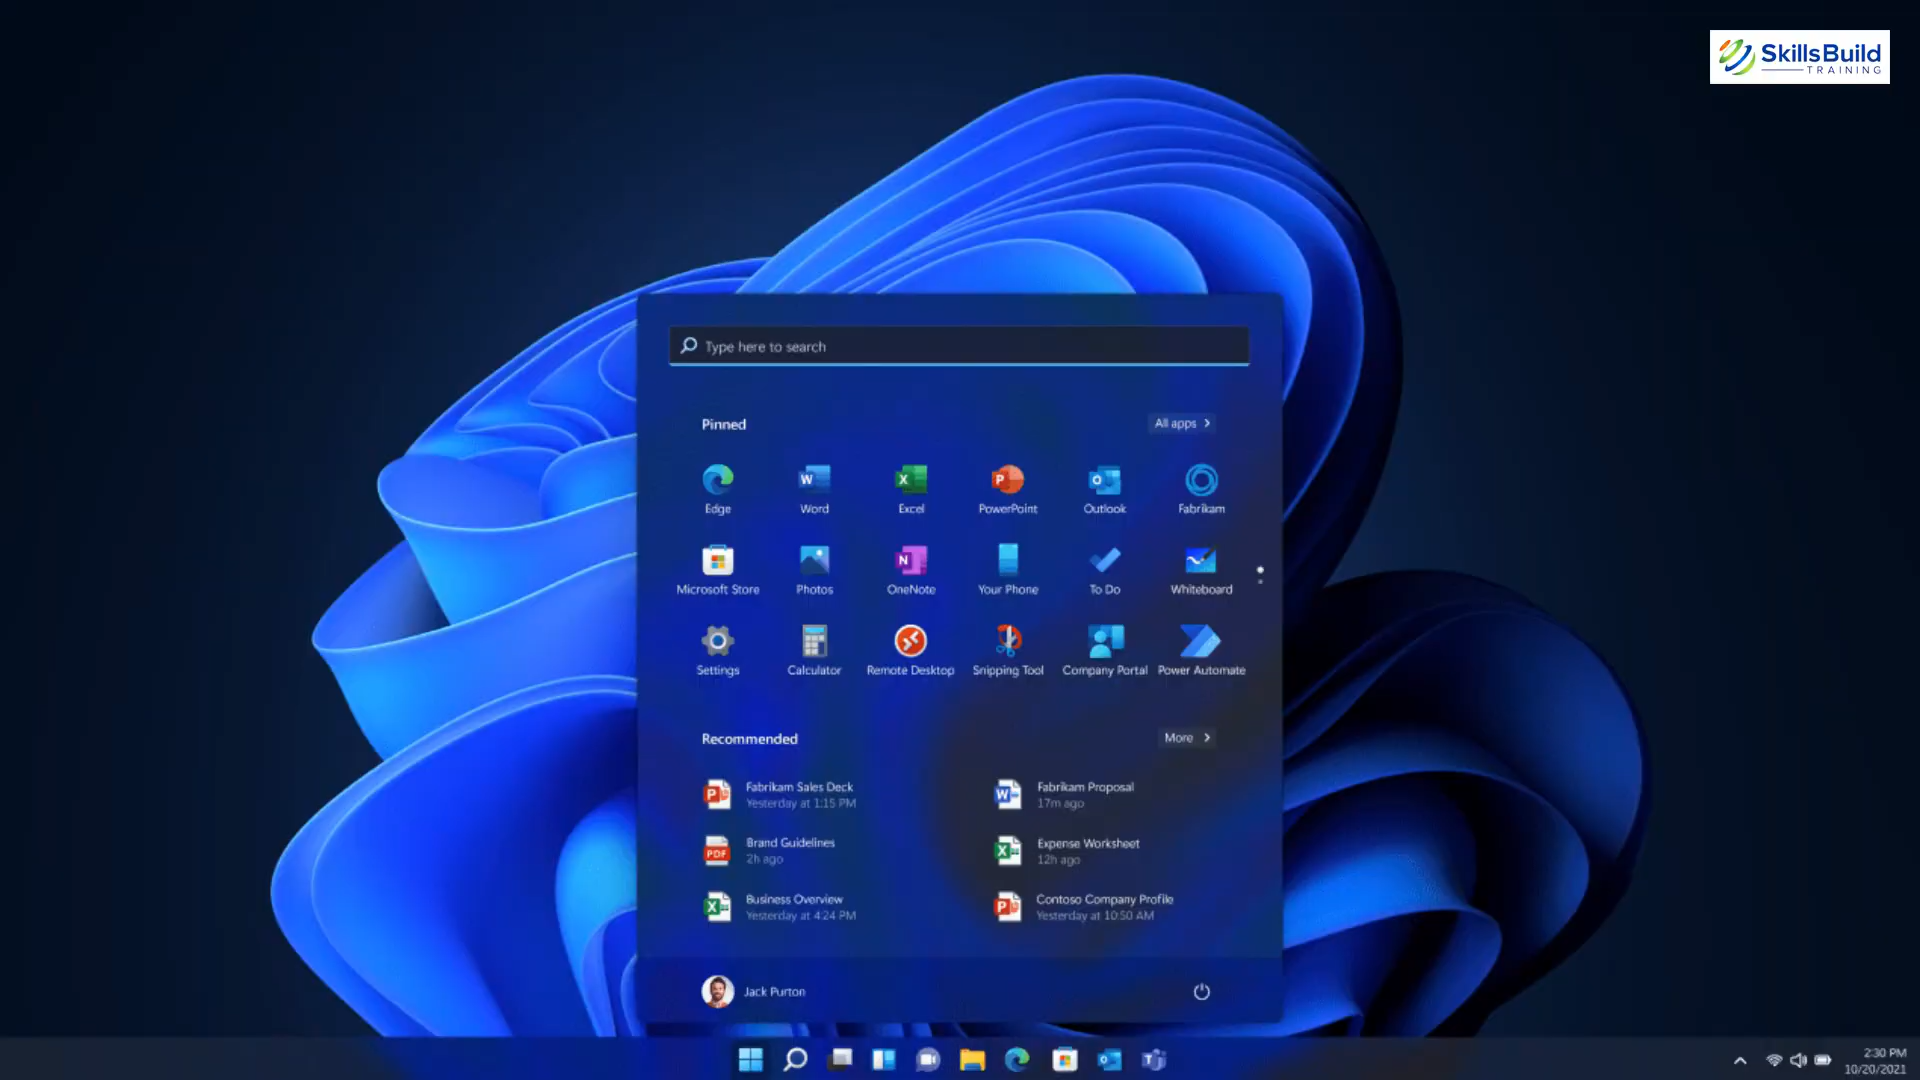 SkillsBuild
TRAINING
Type here to search
Pinned
All apps
Edge
Word
Excel
PowerPoint
Outlook
Fabrikam
Microsoft Store
Photos
OneNote
Your Phone
To Do
Whiteboard
Settings
Calculator
Remote Desktop
Snipping Tool
Company Portal
Power Automate
Recommended
More
Fabrikam Sales Deck
Yesterday at 1:15 PM
Fabrikam Proposal
17m ago
Brand Guidelines
2h ago
Expense Worksheet
12h ago
Business Overview
Yesterday at 4:24 PM
Contoso Company Profile
Yesterday at 10:50 AM
Jack Purton
2:30 PM
10/20/2021